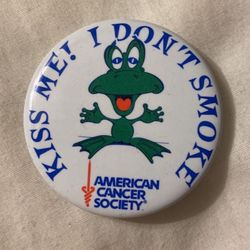 KISS ME! I DON'T SMOKE
AMERICAN
CANCER
SOCIETY